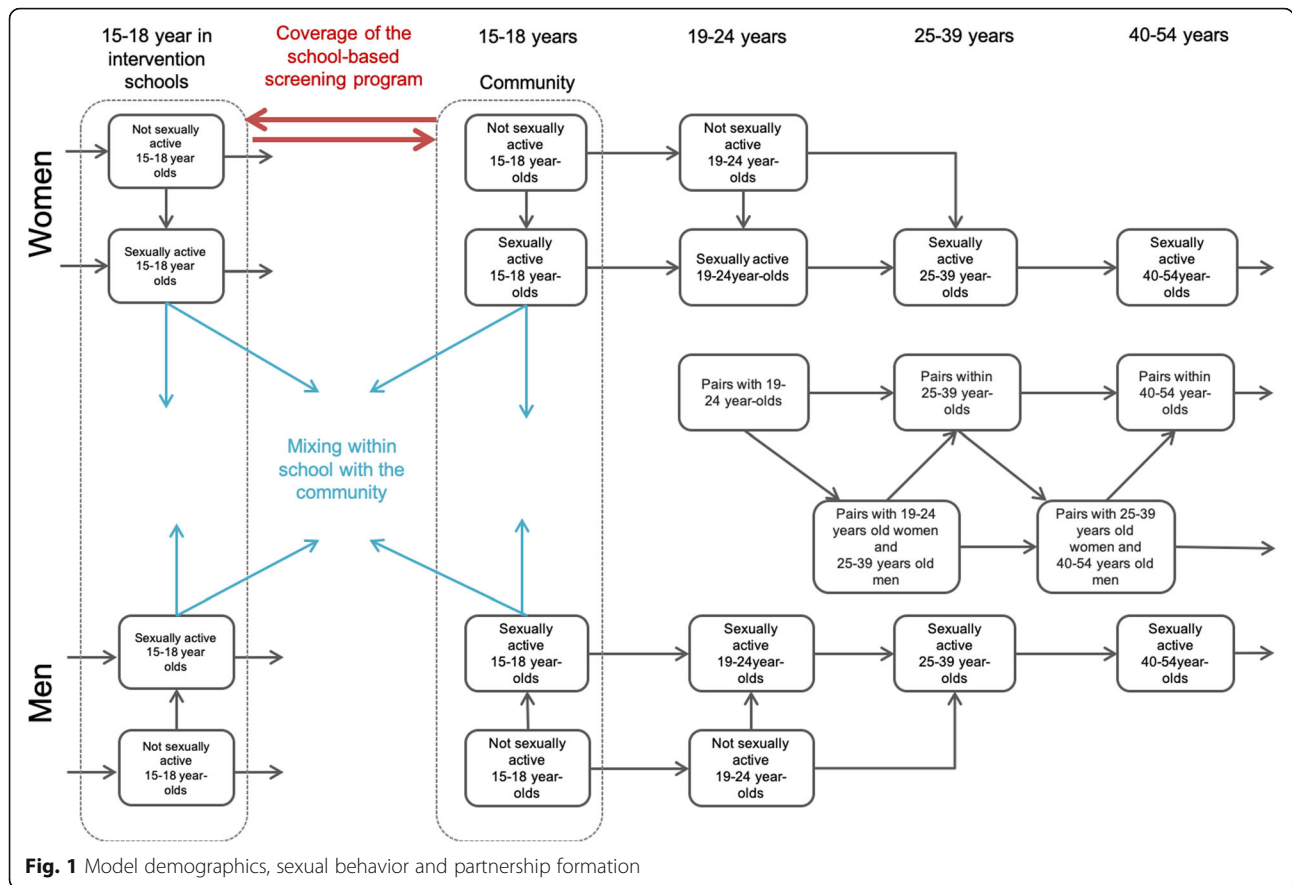 15-18 year in
intervention
schools
Coverage of the
school-based
screening program
15-18 years
Community
19-24 years
25-39 years
40-54 years
Women
Not sexually
active
15-18 year
olds
Sexually active
15-18 year
olds
Not sexually
active
15-18 year-
olds
Not sexually
active
19-24 year-
olds
Sexually
active
15-18 year-
olds
Sexually active
19-24year-olds
Sexually
active
25-39 year-
olds
Sexually
active
40-54year-
olds
Mixing within
school with the
community
Pairs with 19-
24 year-olds
Pairs within
25-39 year-
olds
Pairs within
40-54 year-
olds
Pairs with 19-24
years old women
and
25-39 years old
men
Pairs with 25-39
years old
women and
40-54 years old
men
Men
Sexually active
15-18 year
olds
Sexually
active
15-18 year-
olds
Sexually
active
19-24year-
olds
Sexually
active
25-39 year-
olds
Sexually
active
40-54year-
olds
Not sexually
active
15-18 year-
olds
Not sexually
active
15-18 year-
olds
Not sexually
active
19-24 year-
olds
Fig. 1 Model demographics, sexual behavior and partnership formation